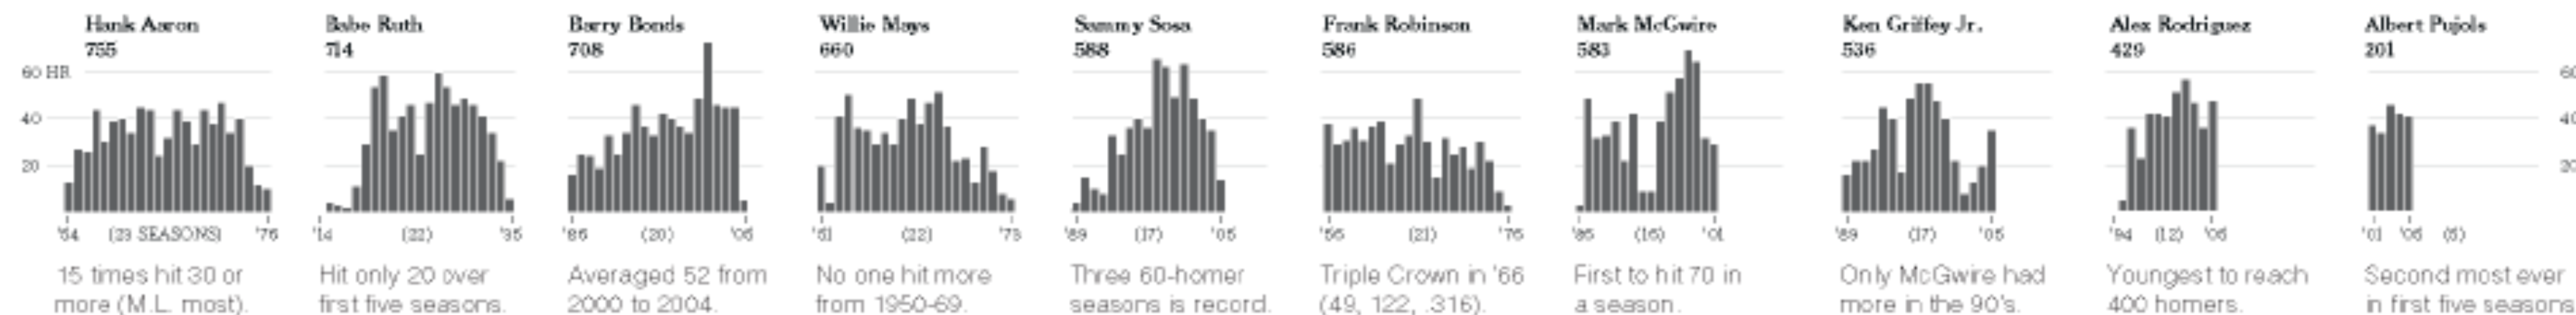 Hank Aaron
755
60 HR
40
20
'54 (23 SEASONS) '76
15 times hit 30 or
more (M.L. most).
Babe Ruth
714
'14 (22) '35
Hit only 20 over
first five seasons.
Barry Bonds
708
'86 (20) '05
Averaged 52 from
2000 to 2004.
Willie Mays
660
'51 (22) '73
No one hit more
from 1950-69.
Sammy Sosa
588
'89 (17) '05
Three 60-homer
seasons is record.
Frank Robinson
586
'56 (21) '76
Triple Crown in '66
(49, 122, .316).
Mark McGwire
583
'86 (16) '01
First to hit 70 in
a season.
Ken Griffey Jr.
536
'89 (17) '05
Only McGwire had
more in the 90's.
Alex Rodriguez
429
'94 (12) '05
Youngest to reach
400 homers.
Albert Pujols
201
'01 '05 (5)
Second most ever
in first five seasons